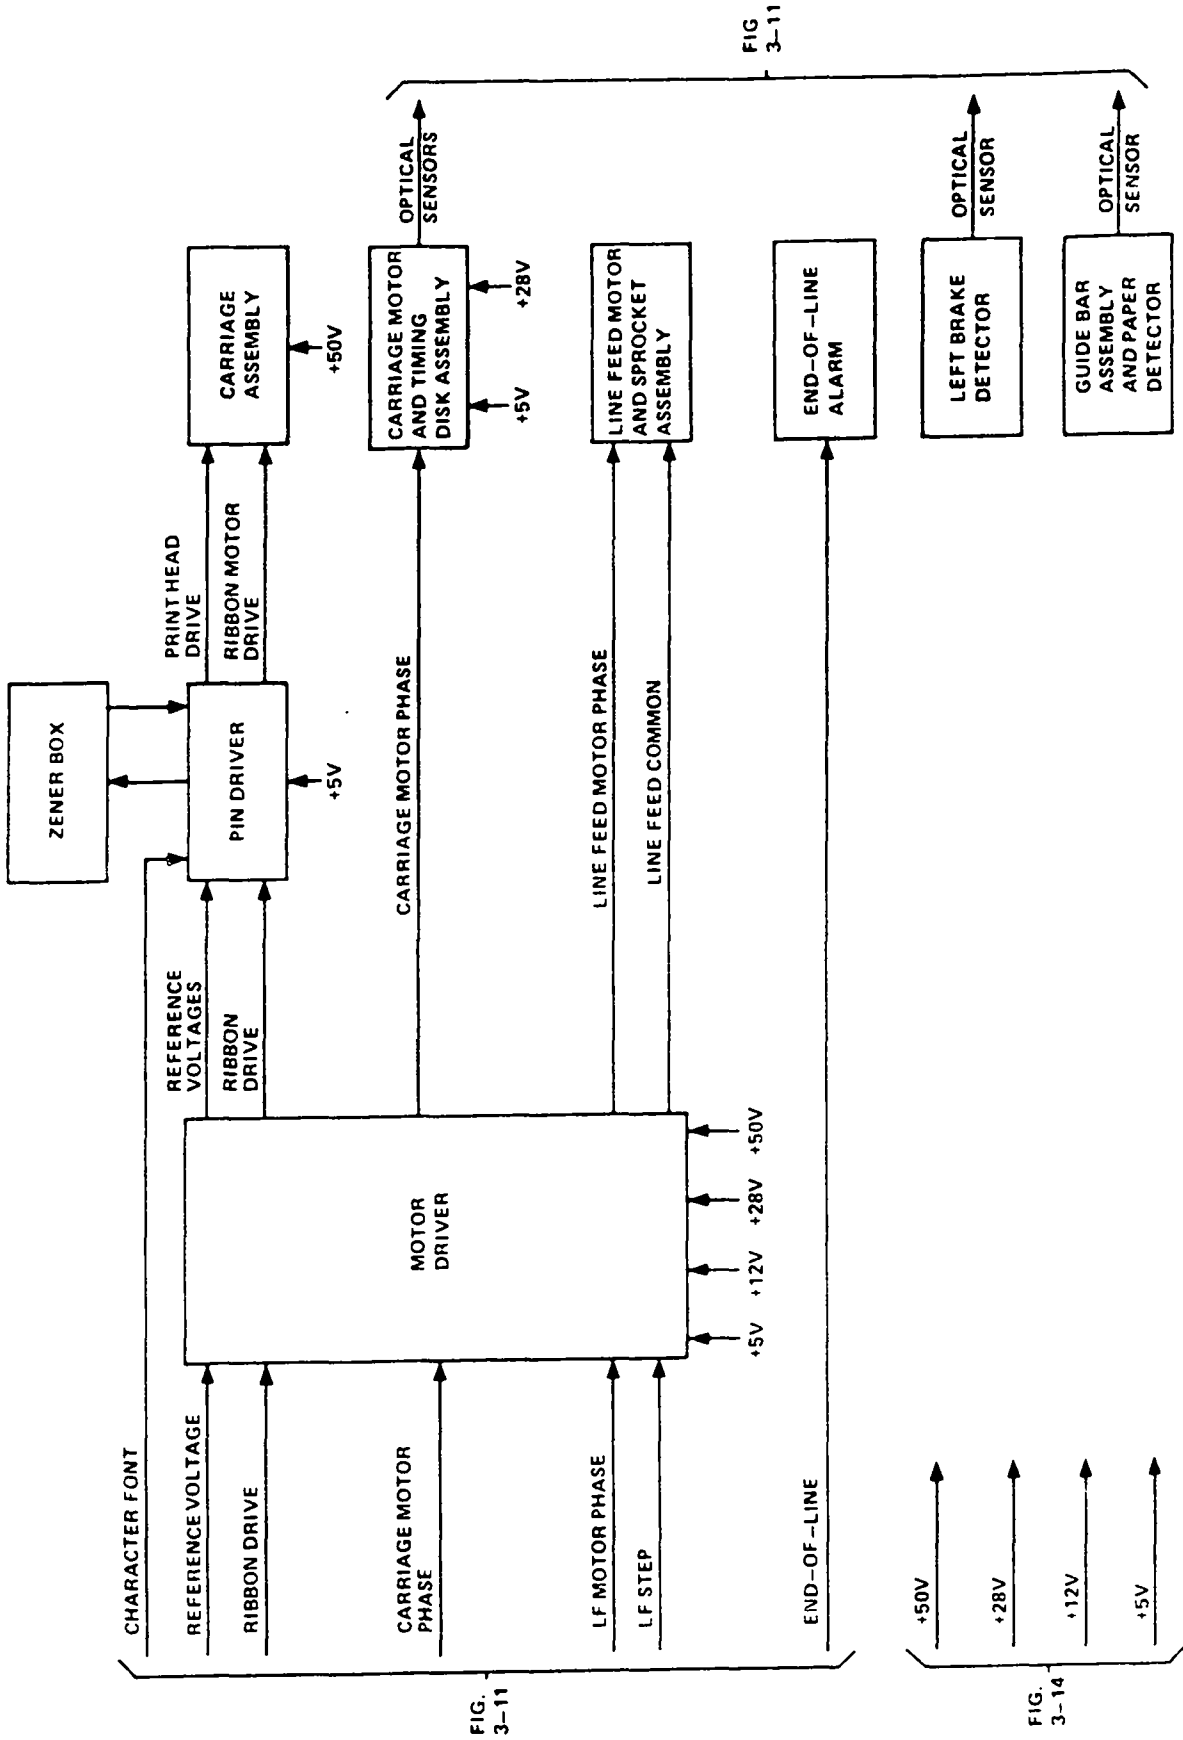 FIG.
3-11
CHARACTER FONT
REFERENCE VOLTAGE
RIBBON DRIVE
CARRIAGE MOTOR
PHASE
LF MOTOR PHASE
LF STEP
END-OF-LINE
FIG.
3-14
+50V
+28V
+12V
+5V
MOTOR
DRIVER
+5V
+12V
+28V
+50V
REFERENCE
VOLTAGES
RIBBON
DRIVE
ZENER BOX
PIN DRIVER
+5V
PRINT HEAD
DRIVE
RIBBON MOTOR
DRIVE
CARRIAGE MOTOR PHASE
LINE FEED MOTOR PHASE
LINE FEED COMMON
CARRIAGE
ASSEMBLY
+50V
CARRIAGE MOTOR
AND TIMING
DISK ASSEMBLY
+5V
+28V
OPTICAL
SENSORS
LINE FEED MOTOR
AND SPROCKET
ASSEMBLY
END-OF-LINE
ALARM
LEFT BRAKE
DETECTOR
OPTICAL
SENSOR
GUIDE BAR
ASSEMBLY
AND PAPER
DETECTOR
OPTICAL
SENSOR
FIG
3-11